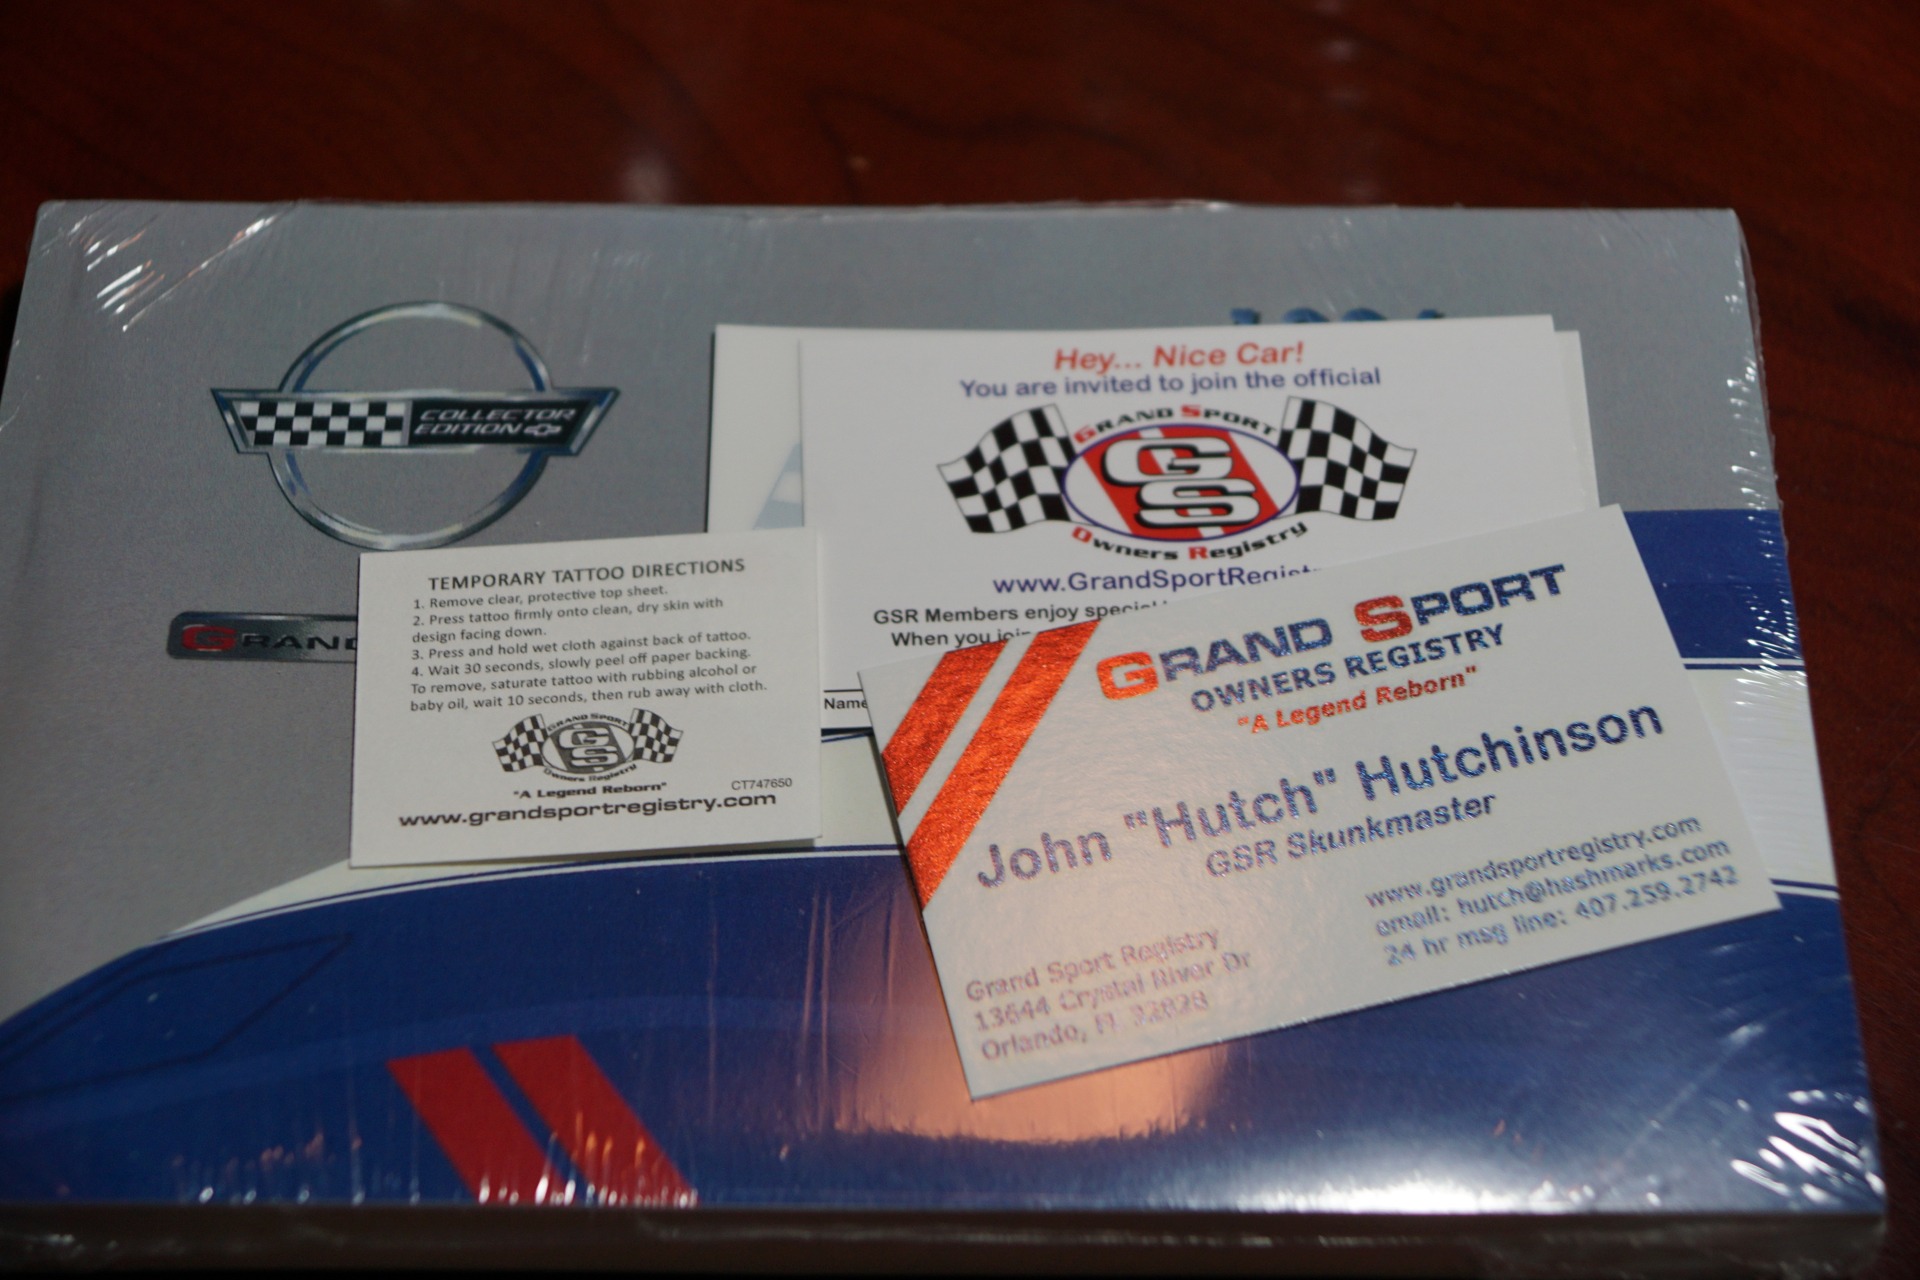 COLLECTOR
EDITION
GRAND
Hey... Nice Car!
You are invited to join the official
GRAND SPORT
GS
Owners Registry
GSR Members enjoy
When you
Name
TEMPORARY TATTOO DIRECTIONS
1. Remove clear, protective top sheet.
2. Press tattoo firmly onto clean, dry skin with
design facing down.
3. Press and hold wet cloth against back of tattoo.
4. Wait 30 seconds, slowly peel off paper backing.
To remove, saturate tattoo with rubbing alcohol or
baby oil, wait 10 seconds, then rub away with cloth.
GRAND SPORT
GS
Owners Registry
"A Legend Reborn"
CT747650
www.grandsportregistry.com
GRAND SPORT
OWNERS REGISTRY
"A Legend Reborn"
John "Hutch" Hutchinson
GSR Skunkmaster
www.grandsportregistry.com
email: hutch@hashmarks.com
24 hr msg line: 407.259.2742
Grand Sport Registry
13644 Crystal River Dr
Orlando, Fl 32828